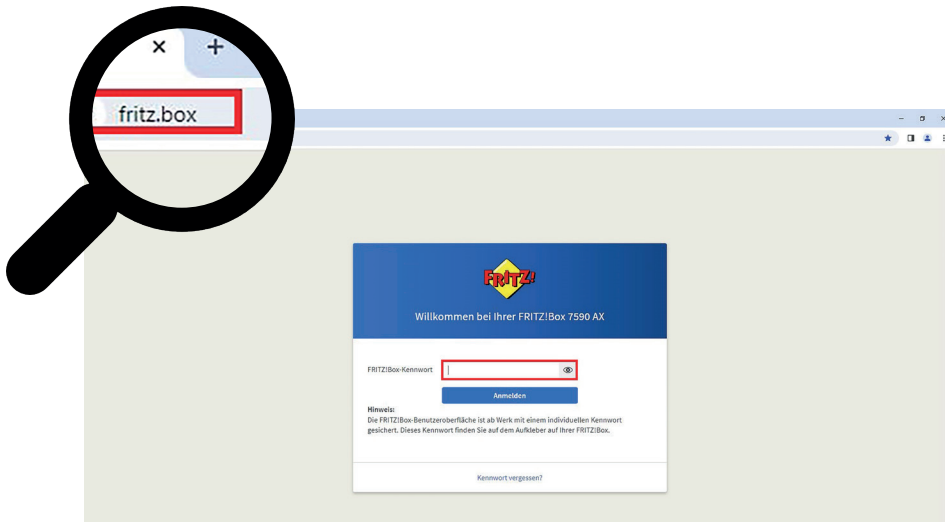 fritz.box
FRITZ!
Willkommen bei Ihrer FRITZ!Box 7590 AX
FRITZ!Box-Kennwort
Anmelden
Hinweis:
Die FRITZ!Box-Benutzeroberfläche ist ab Werk mit einem individuellen Kennwort
gesichert. Dieses Kennwort finden Sie auf dem Aufkleber auf Ihrer FRITZ!Box.
Kennwort vergessen?